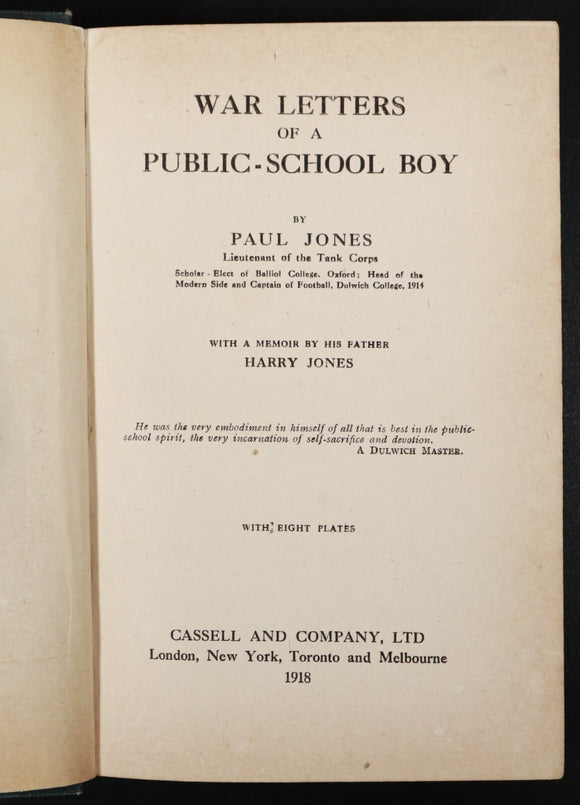 WAR LETTERS
OF A
PUBLIC-SCHOOL BOY
BY
PAUL JONES
Lieutenant of the Tank Corps
Scholar-Elect of Balliol College, Oxford; Head of the
Modern Side and Captain of Football, Dulwich College, 1914
WITH A MEMOIR BY HIS FATHER
HARRY JONES
He was the very embodiment in himself of all that is best in the public-
school spirit, the very incarnation of self-sacrifice and devotion.
A DULWICH MASTER.
WITH EIGHT PLATES
CASSELL AND COMPANY, LTD
London, New York, Toronto and Melbourne
1918